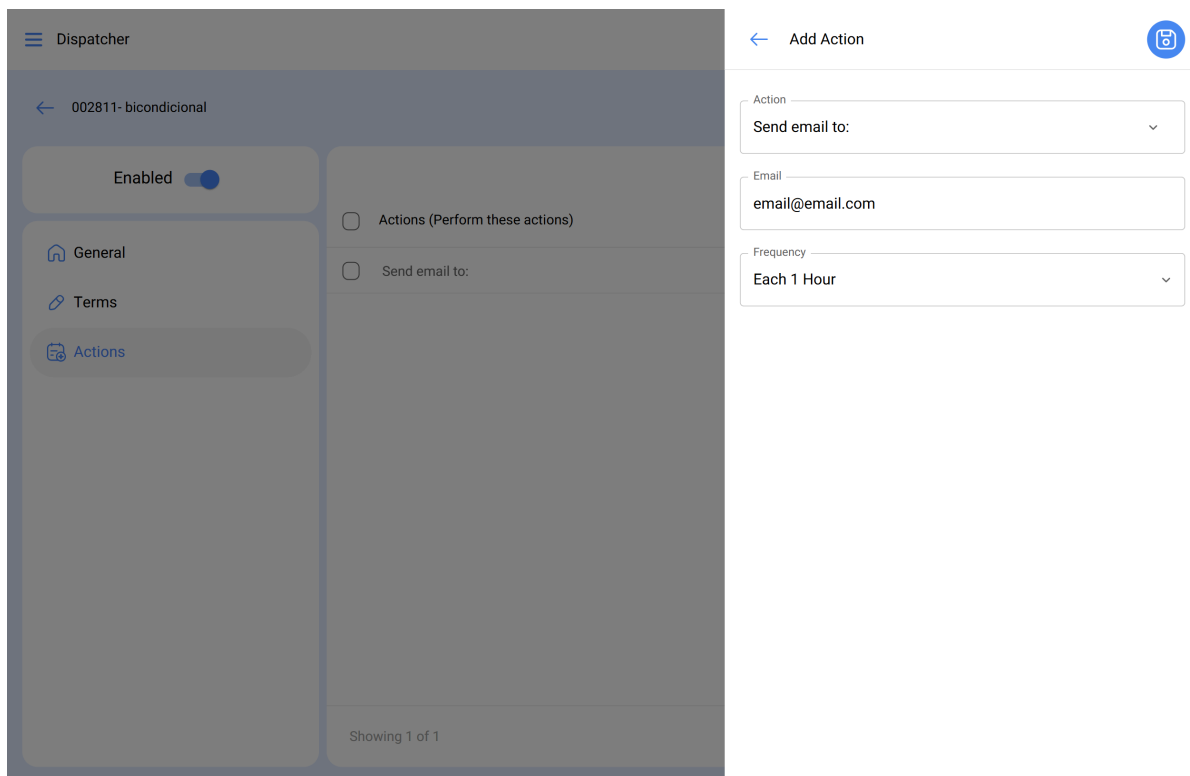 Dispatcher
002811- bicondicional
Enabled
General
Terms
Actions
Actions (Perform these actions)
Send email to:
Showing 1 of 1
Add Action
Action
Send email to:
Email
email@email.com
Frequency
Each 1 Hour